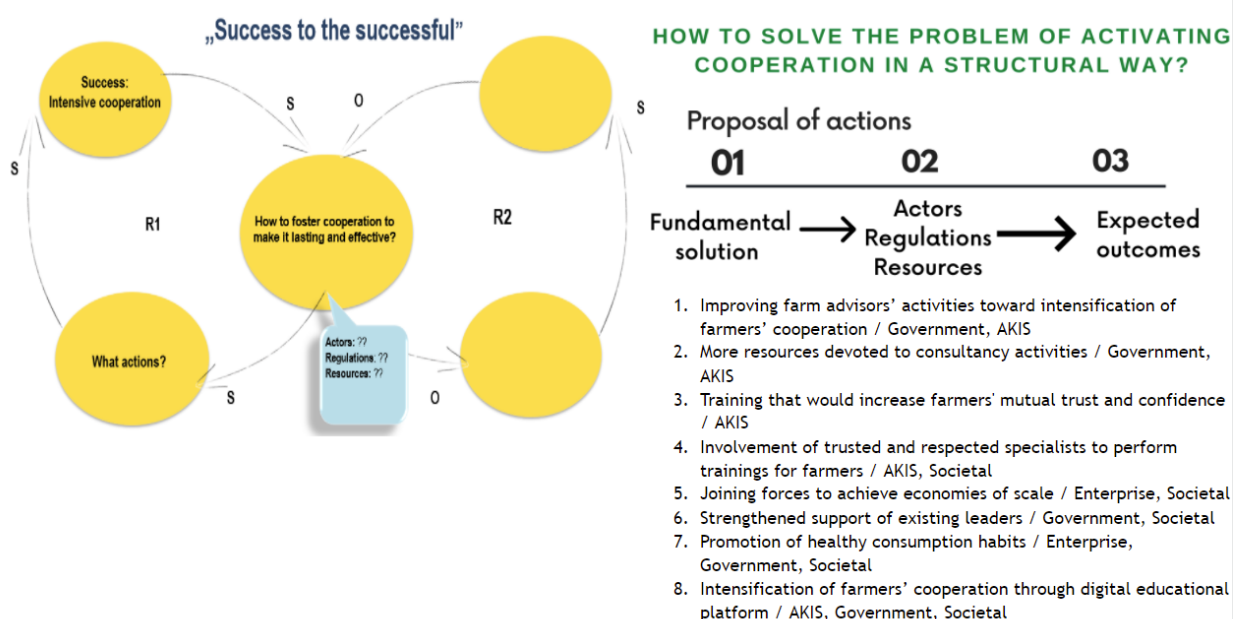 „Success to the successful”
Success:
Intensive cooperation
S
O
S
S
How to foster cooperation to
make it lasting and effective?
R1
R2
What actions?
Actors: ??
Regulations: ??
Resources: ??
S
O
HOW TO SOLVE THE PROBLEM OF ACTIVATING
COOPERATION IN A STRUCTURAL WAY?
Proposal of actions
01
02
03
Fundamental
solution
Actors
Regulations
Resources
Expected
outcomes
1. Improving farm advisors’ activities toward intensification of
farmers’ cooperation / Government, AKIS
2. More resources devoted to consultancy activities / Government,
AKIS
3. Training that would increase farmers' mutual trust and confidence
/ AKIS
4. Involvement of trusted and respected specialists to perform
trainings for farmers / AKIS, Societal
5. Joining forces to achieve economies of scale / Enterprise, Societal
6. Strengthened support of existing leaders / Government, Societal
7. Promotion of healthy consumption habits / Enterprise,
Government, Societal
8. Intensification of farmers’ cooperation through digital educational
platform / AKIS, Government, Societal